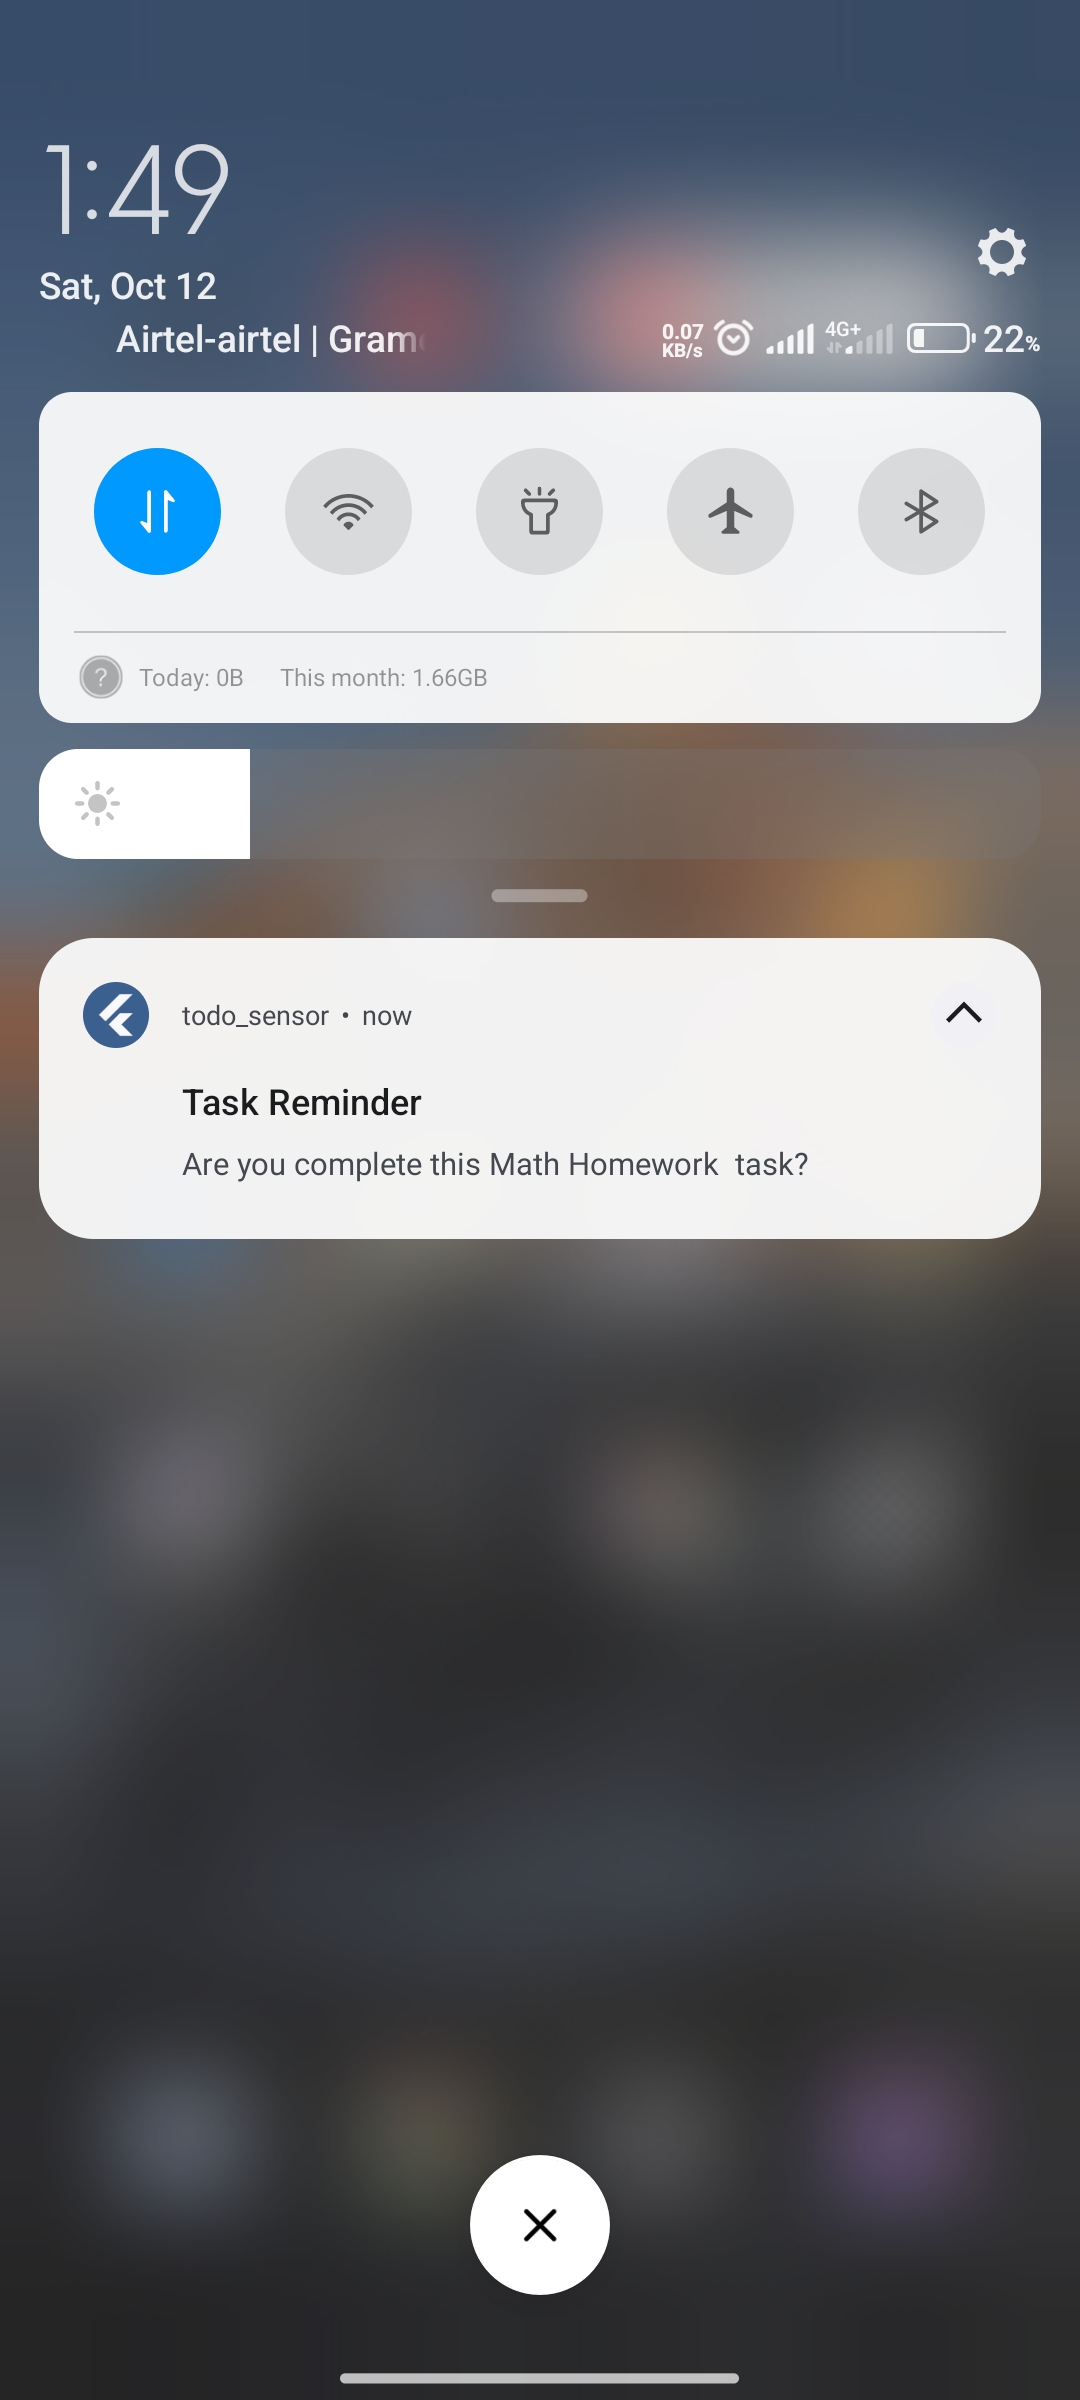 1:49
Sat, Oct 12
Airtel-airtel | Gram
0.07 KB/s 4G+ 22%
Today: 0B This month: 1.66GB
todo_sensor • now
Task Reminder
Are you complete this Math Homework  task?